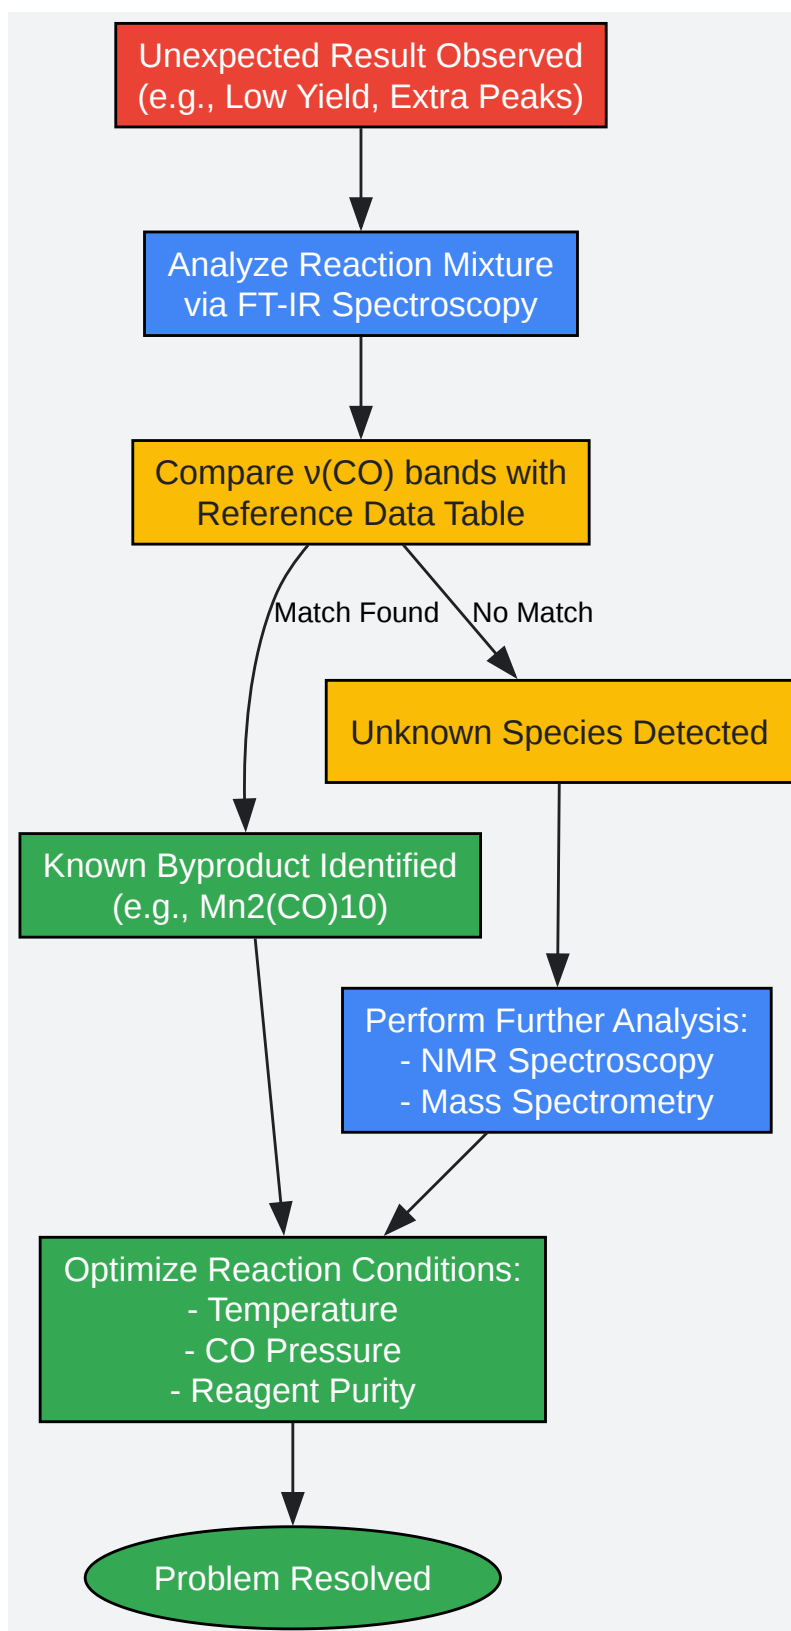 Unexpected Result Observed
(e.g., Low Yield, Extra Peaks)
Analyze Reaction Mixture
via FT-IR Spectroscopy
Compare ν(CO) bands with
Reference Data Table
Match Found
No Match
Unknown Species Detected
Known Byproduct Identified
(e.g., Mn2(CO)10)
Perform Further Analysis:
- NMR Spectroscopy
- Mass Spectrometry
Optimize Reaction Conditions:
- Temperature
- CO Pressure
- Reagent Purity
Problem Resolved